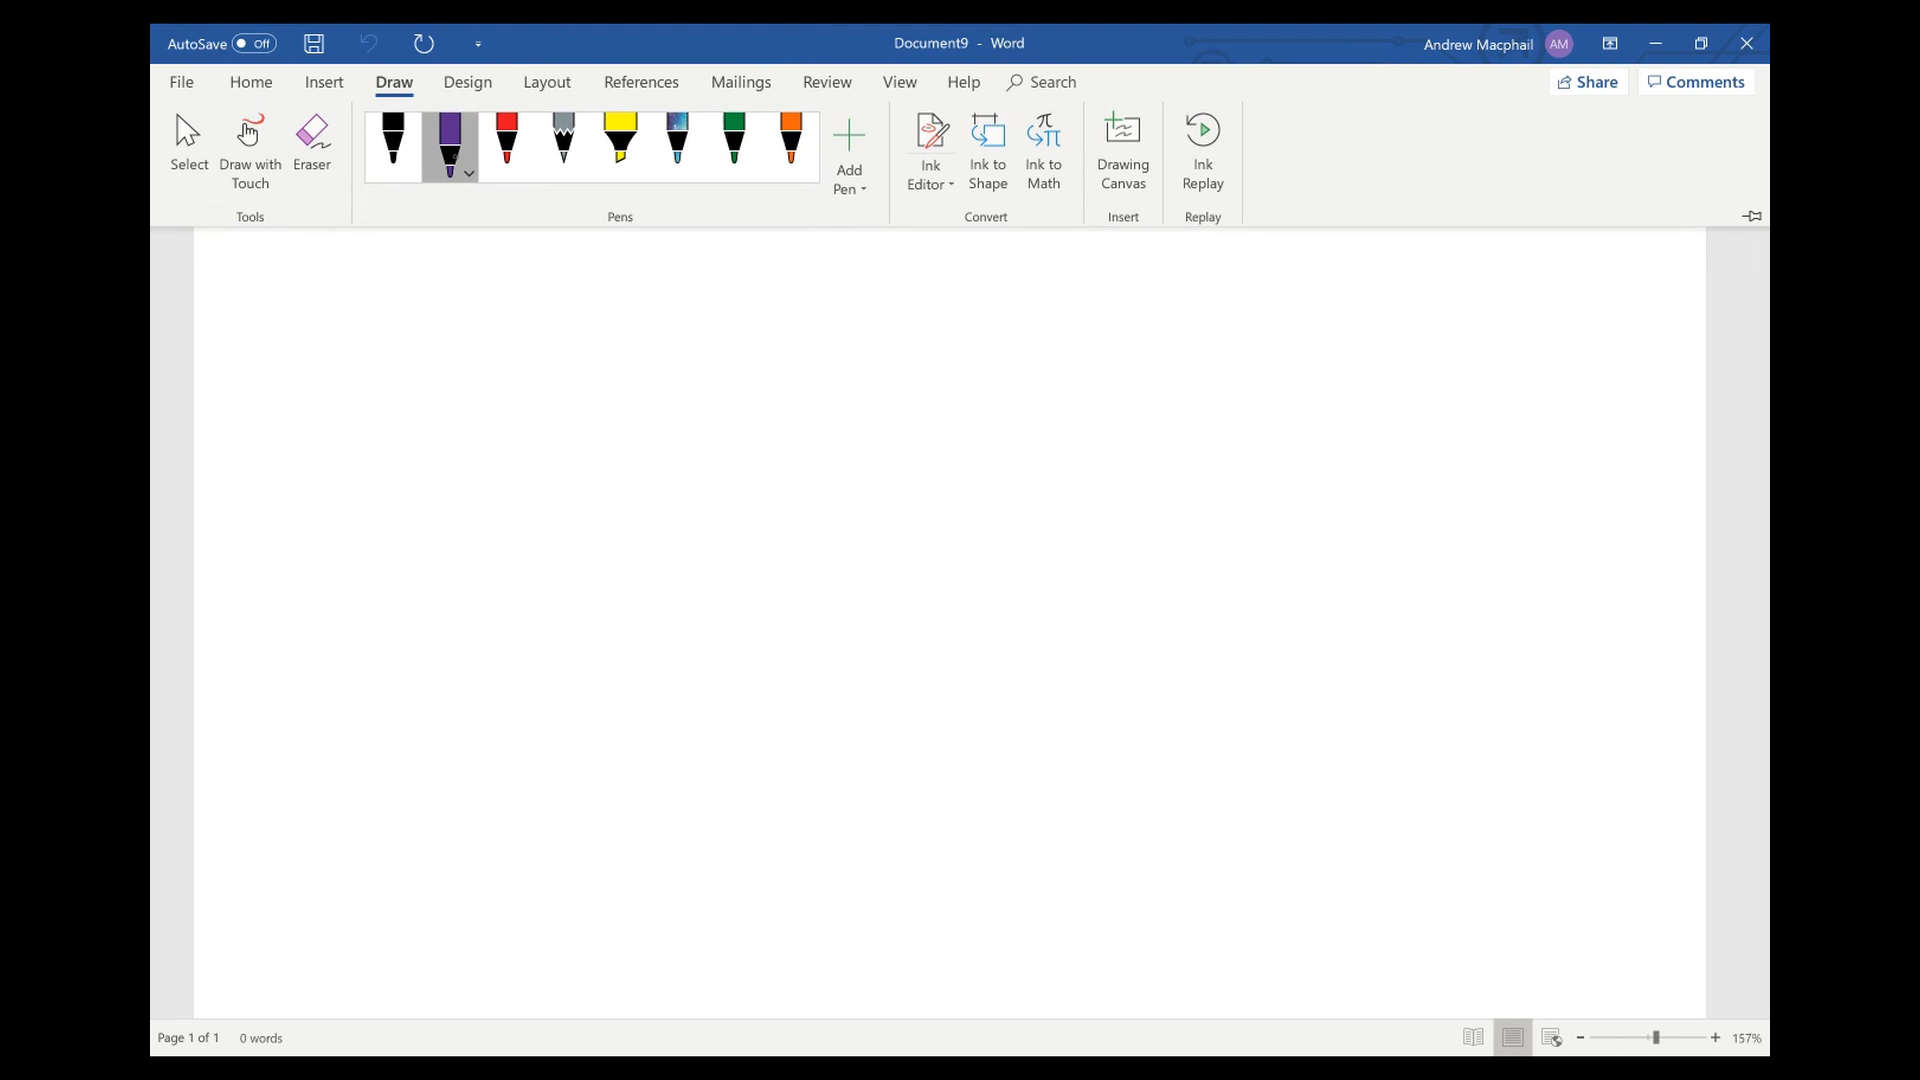 AutoSave Off Document9 - Word Andrew Macphail AM
File Home Insert Draw Design Layout References Mailings Review View Help Search Share Comments
Select Draw with Touch Eraser Add Pen Ink Editor Ink to Shape Ink to Math Drawing Canvas Ink Replay
Tools Pens Convert Insert Replay
Page 1 of 1 0 words 157%